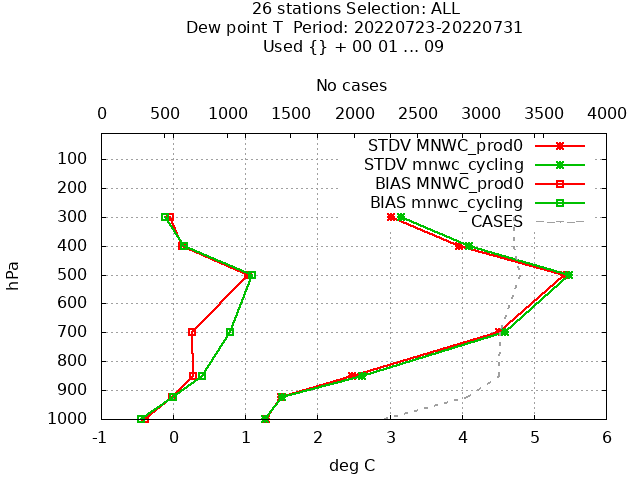 26 stations Selection: ALL
Dew point T  Period: 20220723-20220731
Used {} + 00 01 ... 09
No cases
0 500 1000 1500 2000 2500 3000 3500 4000
STDV MNWC_prod0
STDV mnwc_cycling
BIAS MNWC_prod0
BIAS mnwc_cycling
CASES
100
200
300
400
500
600
700
800
900
1000
hPa
-1 0 1 2 3 4 5 6
deg C